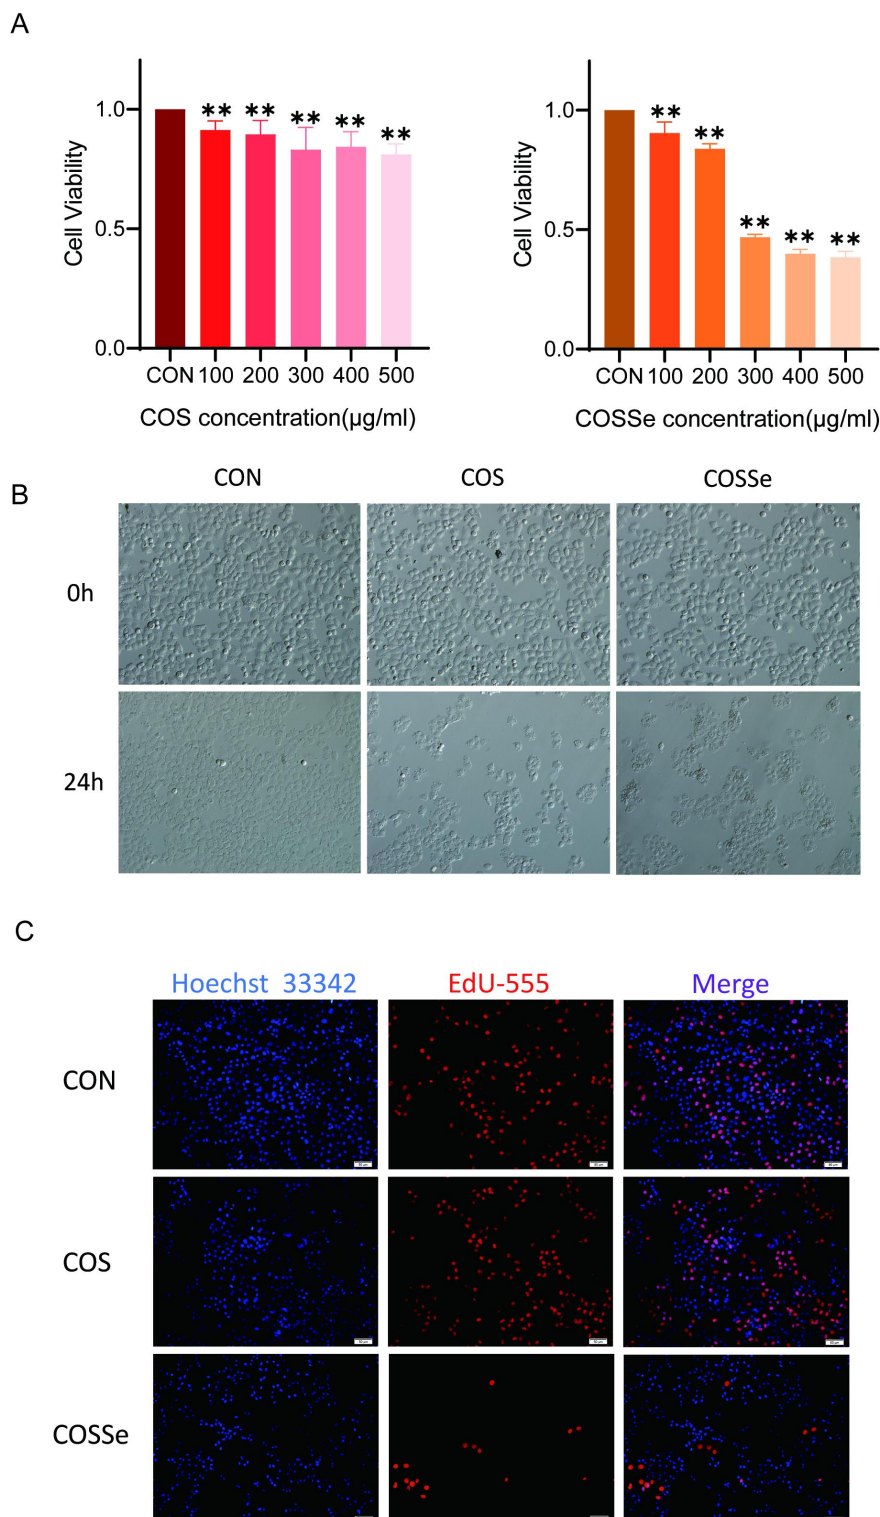 A
1.0
0.5
0.0
Cell Viability
** ** ** ** **
CON 100 200 300 400 500
COS concentration(µg/ml)
1.0
0.5
0.0
Cell Viability
** ** ** ** **
CON 100 200 300 400 500
COSSe concentration(µg/ml)
B
CON COS COSSe
0h
24h
C
Hoechst 33342 EdU-555 Merge
CON
COS
COSSe